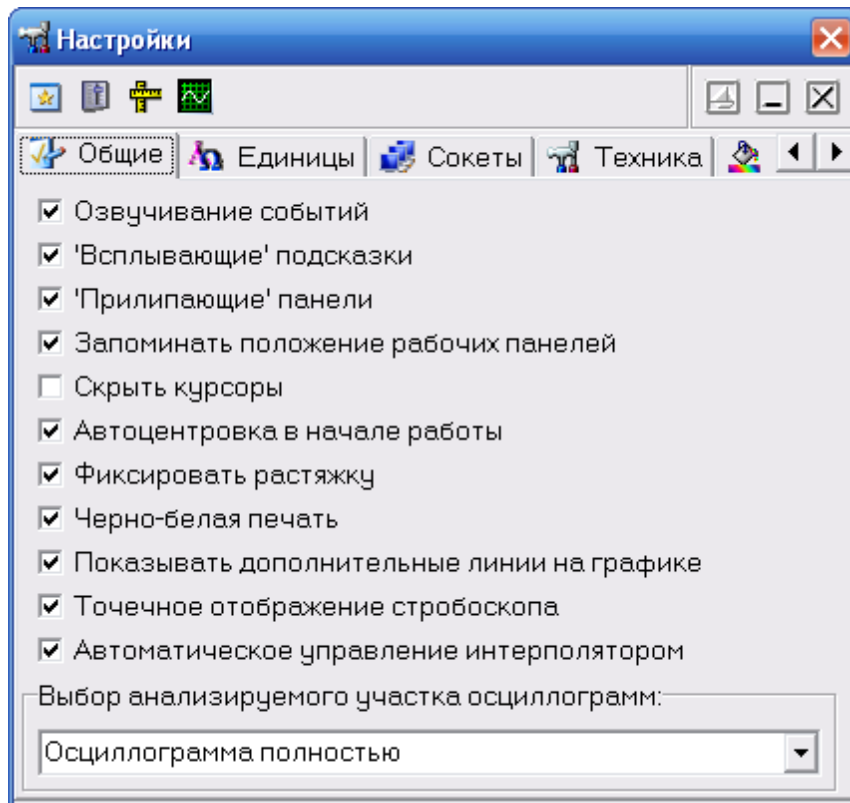 Настройки
Общие Единицы Сокеты Техника
Озвучивание событий
'Всплывающие' подсказки
'Прилипающие' панели
Запоминать положение рабочих панелей
Скрыть курсоры
Автоцентровка в начале работы
Фиксировать растяжку
Черно-белая печать
Показывать дополнительные линии на графике
Точечное отображение стробоскопа
Автоматическое управление интерполятором
Выбор анализируемого участка осциллограмм:
Осциллограмма полностью